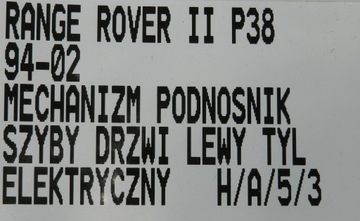 RANGE ROVER II P38
94-02
MECHANIZM PODNOSNIK
SZYBY DRZWI LEWY TYL
ELEKTRYCZNY H/A/5/3